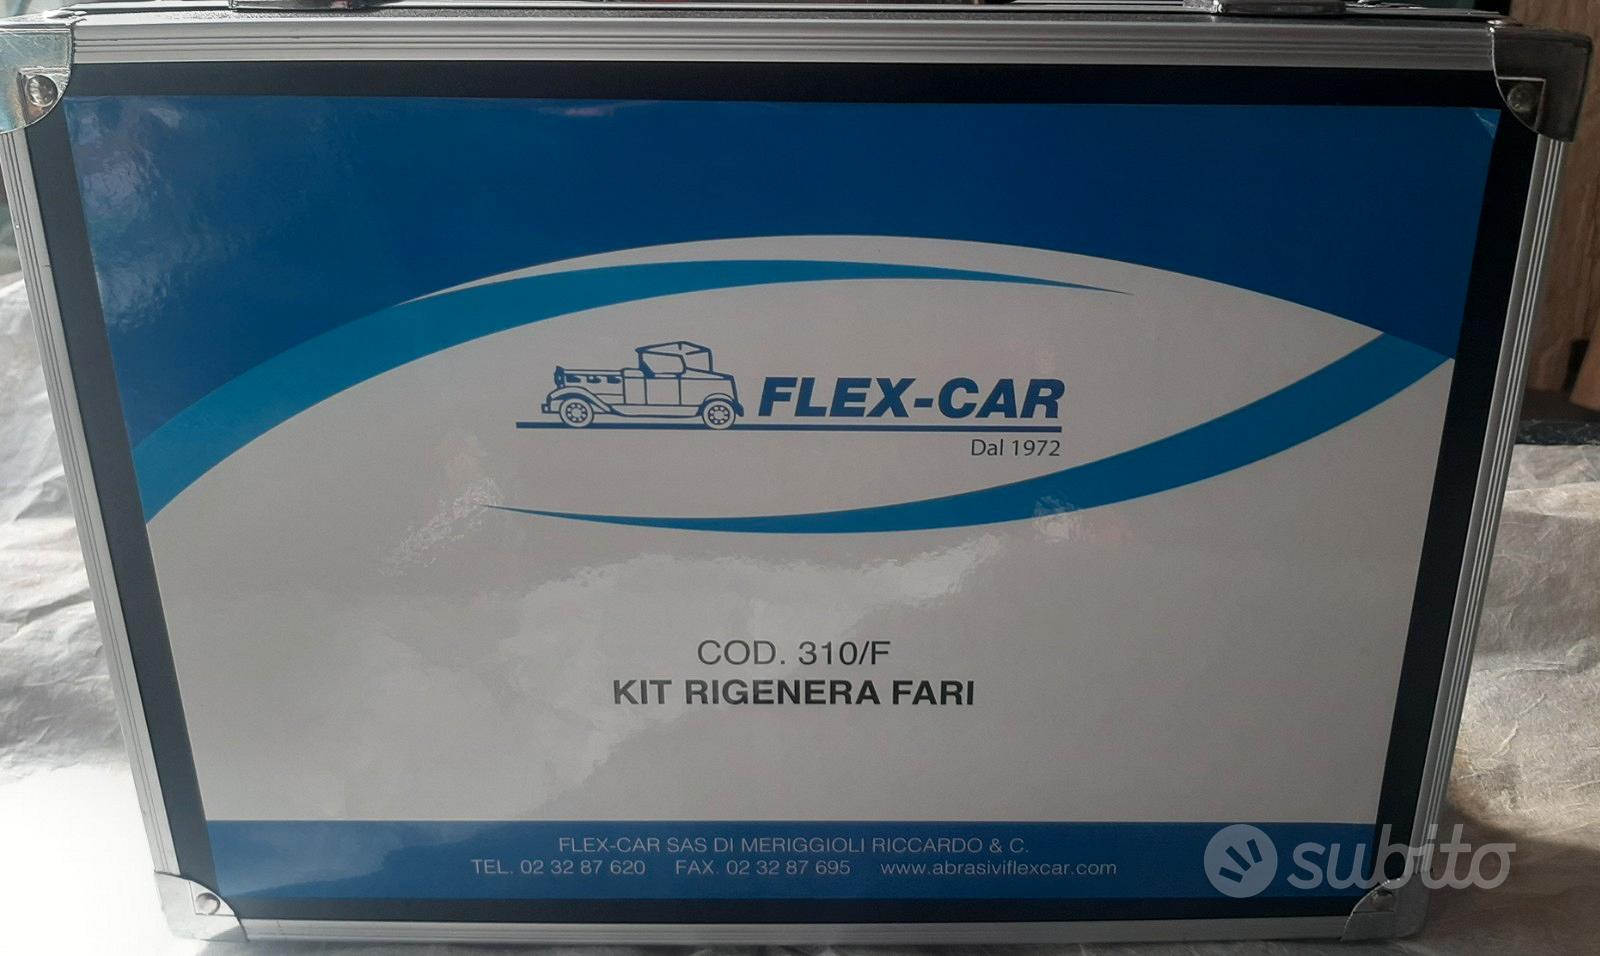 FLEX-CAR
Dal 1972
COD. 310/F
KIT RIGENERA FARI
FLEX-CAR SAS DI MERIGGIOLI RICCARDO & C.
TEL. 02 32 87 620 FAX. 02 32 87 695 www.abrasiviflexcar.com
subito